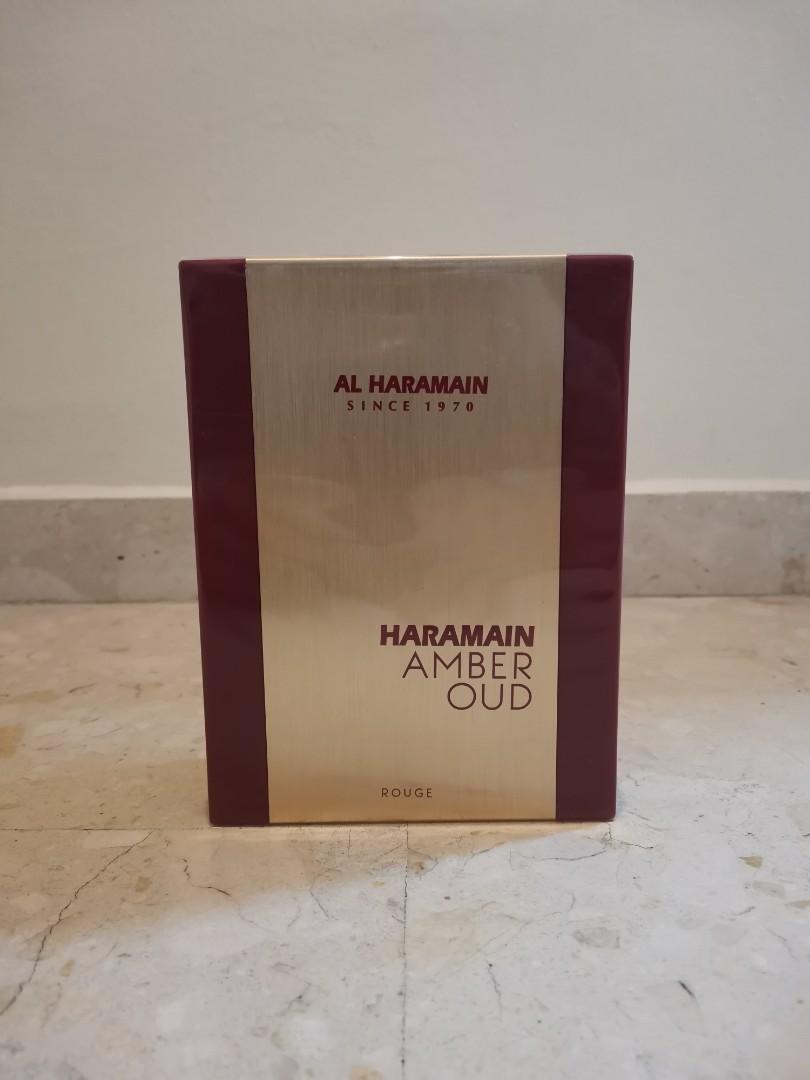 AL HARAMAIN
SINCE 1970
HARAMAIN
AMBER
OUD
ROUGE